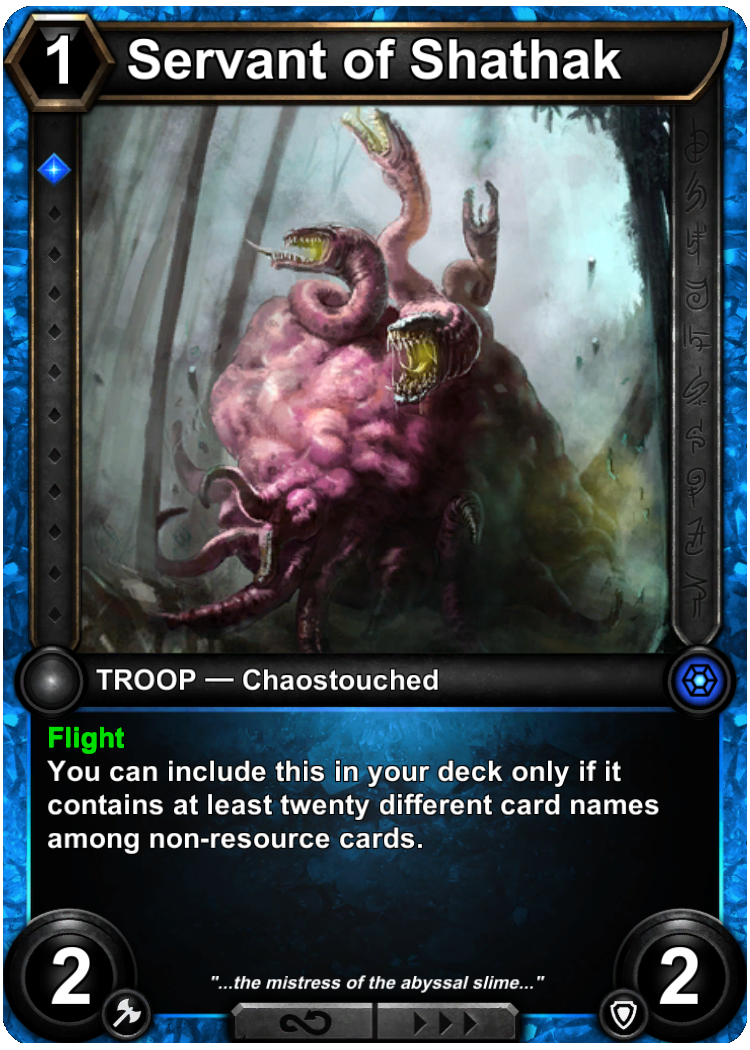 1 Servant of Shathak
TROOP — Chaostouched
Flight
You can include this in your deck only if it
contains at least twenty different card names
among non-resource cards.
"...the mistress of the abyssal slime..."
2 2